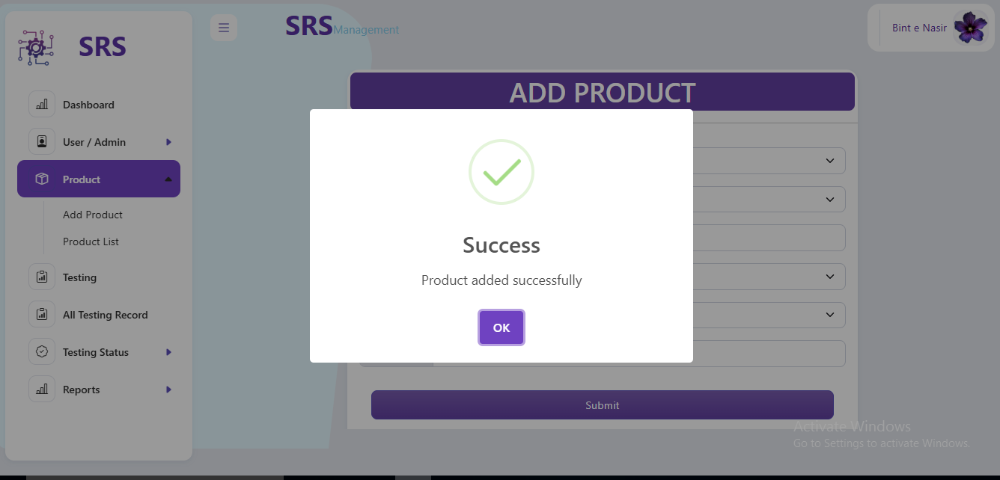 SRS
SRSManagement
Bint e Nasir
Dashboard
User / Admin
Product
Add Product
Product List
Testing
All Testing Record
Testing Status
Reports
ADD PRODUCT
Success
Product added successfully
OK
Submit
Activate Windows
Go to Settings to activate Windows.